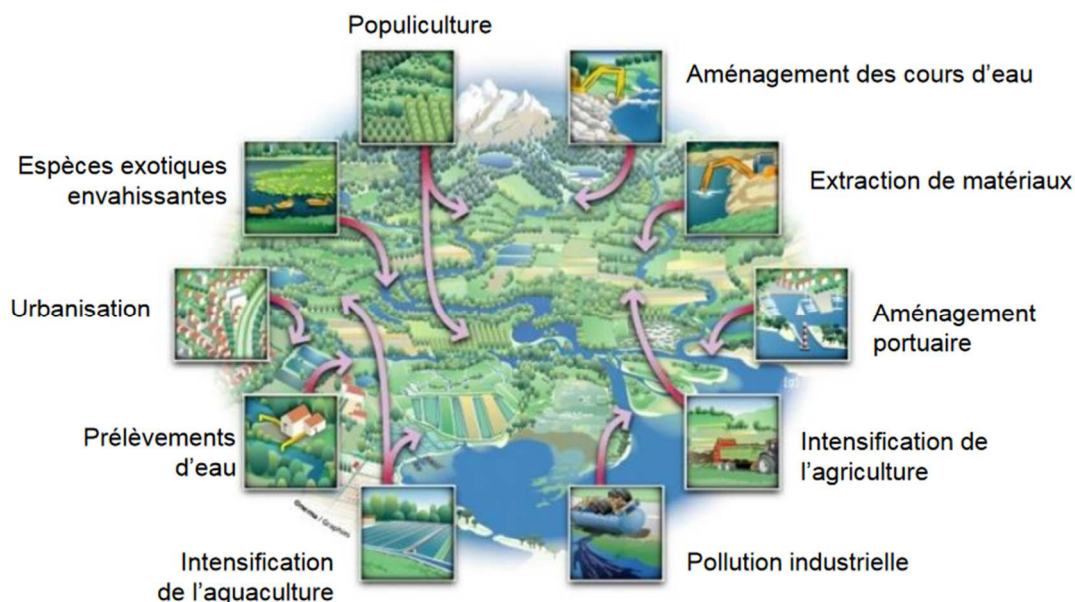 Populiculture
Aménagement des cours d'eau
Espèces exotiques
envahissantes
Extraction de matériaux
Urbanisation
Aménagement
portuaire
Prélèvements
d'eau
Intensification de
l'agriculture
Intensification
de l'aquaculture
Pollution industrielle